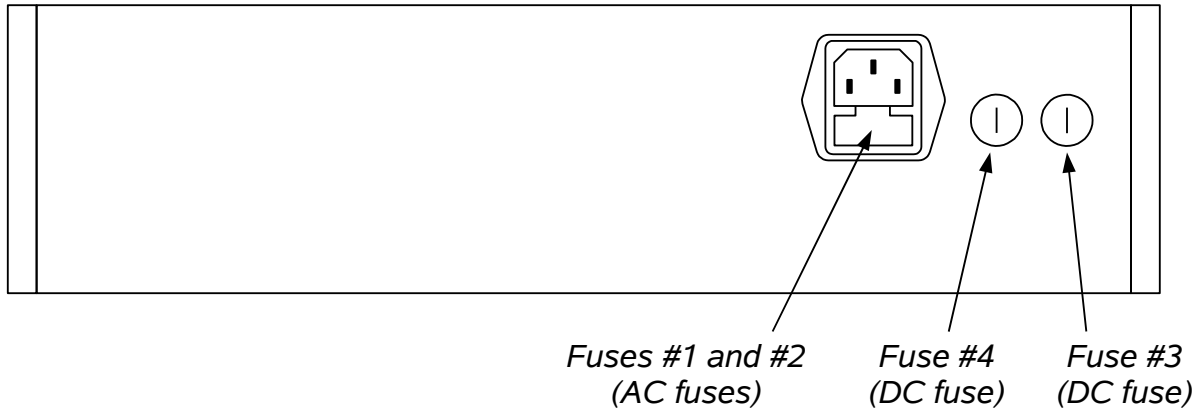 Fuses #1 and #2
(AC fuses)
Fuse #4
(DC fuse)
Fuse #3
(DC fuse)